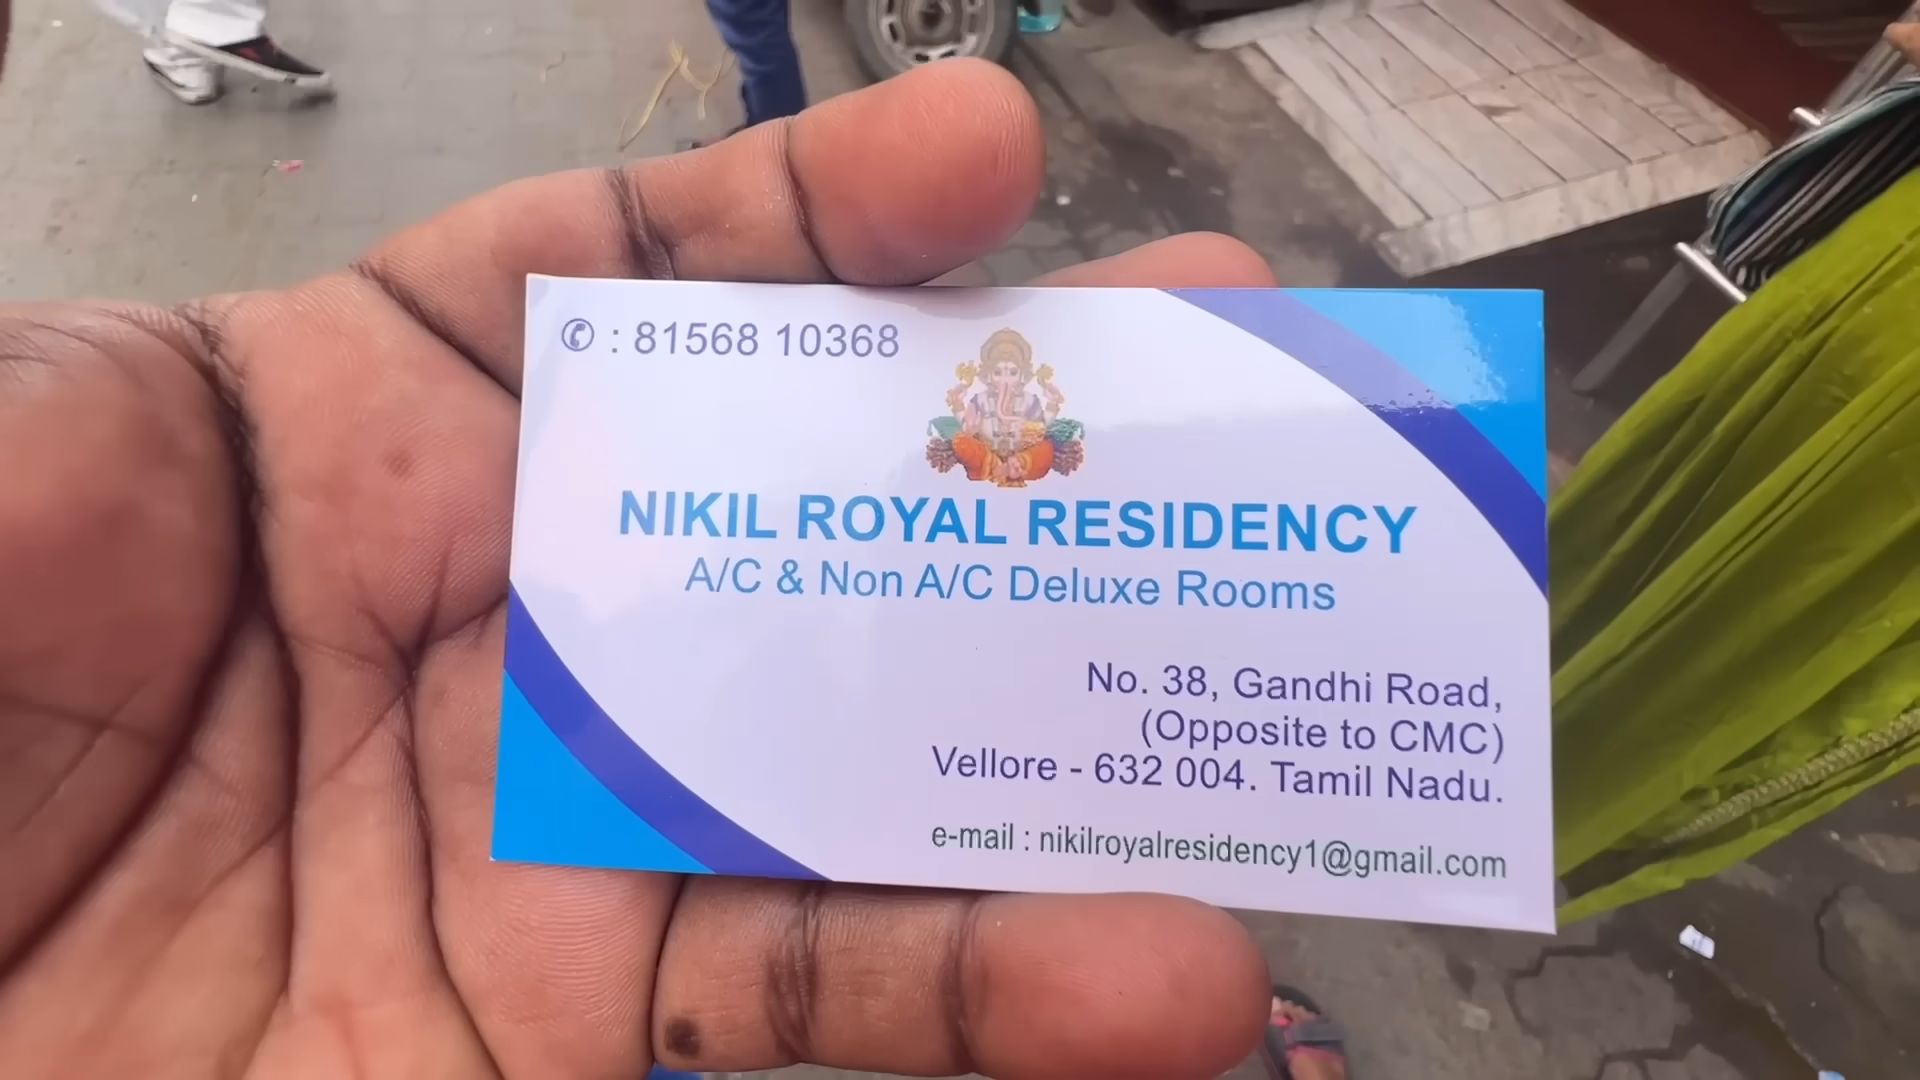 ✆ : 81568 10368
NIKIL ROYAL RESIDENCY
A/C & Non A/C Deluxe Rooms
No. 38, Gandhi Road,
(Opposite to CMC)
Vellore - 632 004. Tamil Nadu.
e-mail : nikilroyalresidency1@gmail.com